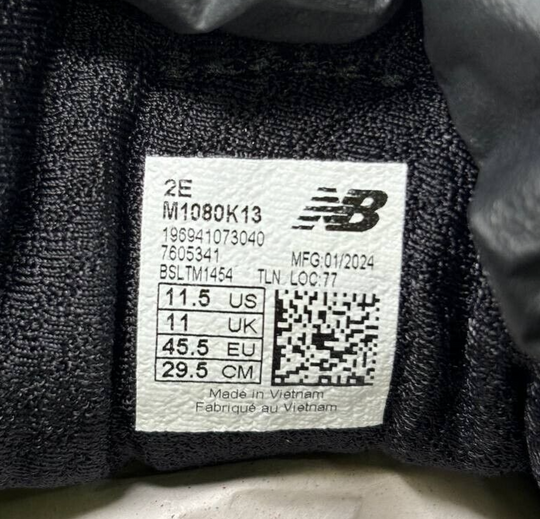 2E
M1080K13
NB
196941073040
7605341
MFG:01/2024
BSLTM1454 TLN LOC:77
11.5 US
11 UK
45.5 EU
29.5 CM
Made in Vietnam
Fabriqué au Vietnam